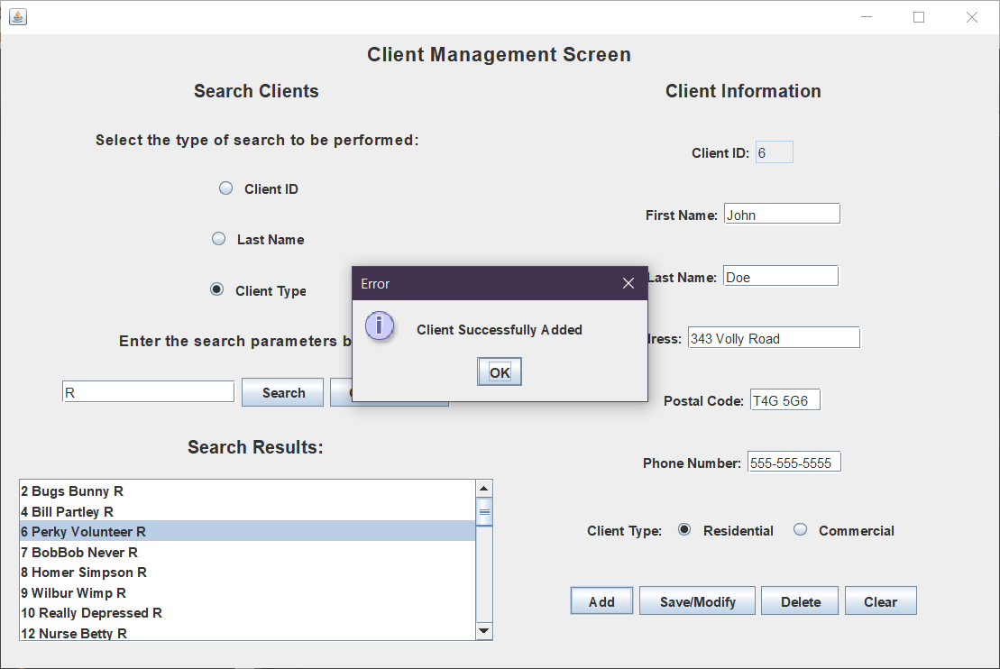 Client Management Screen
Search Clients
Select the type of search to be performed:
Client ID
Last Name
Client Type
Enter the search parameters
R
Search
Search Results:
2 Bugs Bunny R
4 Bill Partley R
6 Perky Volunteer R
7 BobBob Never R
8 Homer Simpson R
9 Wilbur Wimp R
10 Really Depressed R
12 Nurse Betty R
Error
i
Client Successfully Added
OK
Client Information
Client ID: 6
First Name: John
Last Name: Doe
343 Volly Road
Postal Code: T4G 5G6
Phone Number: 555-555-5555
Client Type: Residential Commercial
Add Save/Modify Delete Clear